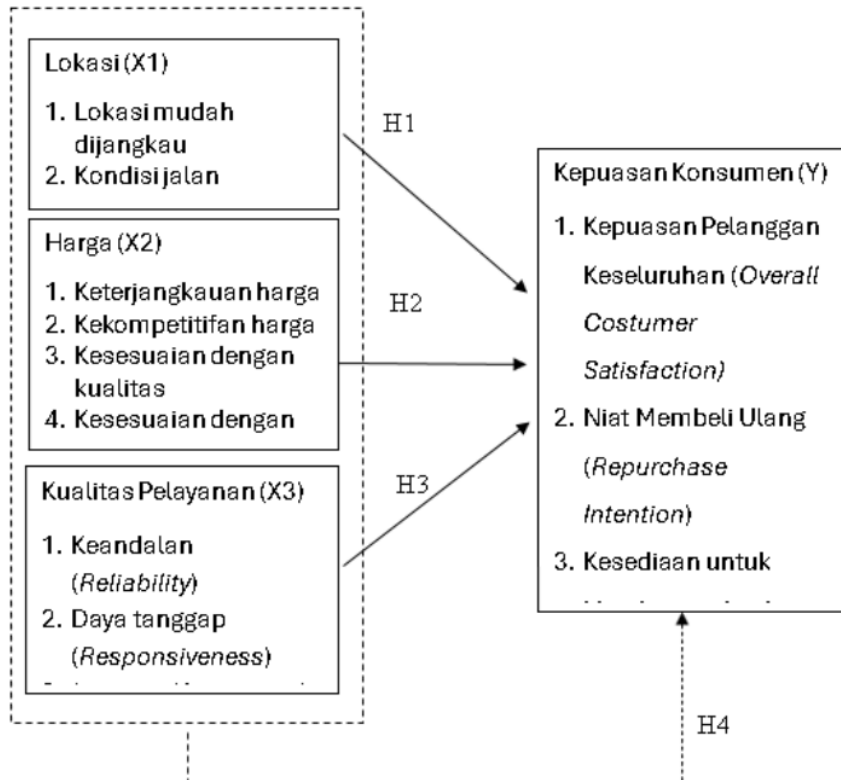 Lokasi (X1)
1. Lokasi mudah
dijangkau
2. Kondisi jalan
H1
Harga (X2)
1. Keterjangkauan harga
2. Kekompetitifan harga
3. Kesesuaian dengan
kualitas
4. Kesesuaian dengan
H2
Kualitas Pelayanan (X3)
1. Keandalan
(Reliability)
2. Daya tanggap
(Responsiveness)
H3
Kepuasan Konsumen (Y)
1. Kepuasan Pelanggan
Keseluruhan (Overall
Costumer
Satisfaction)
2. Niat Membeli Ulang
(Repurchase
Intention)
3. Kesediaan untuk
H4